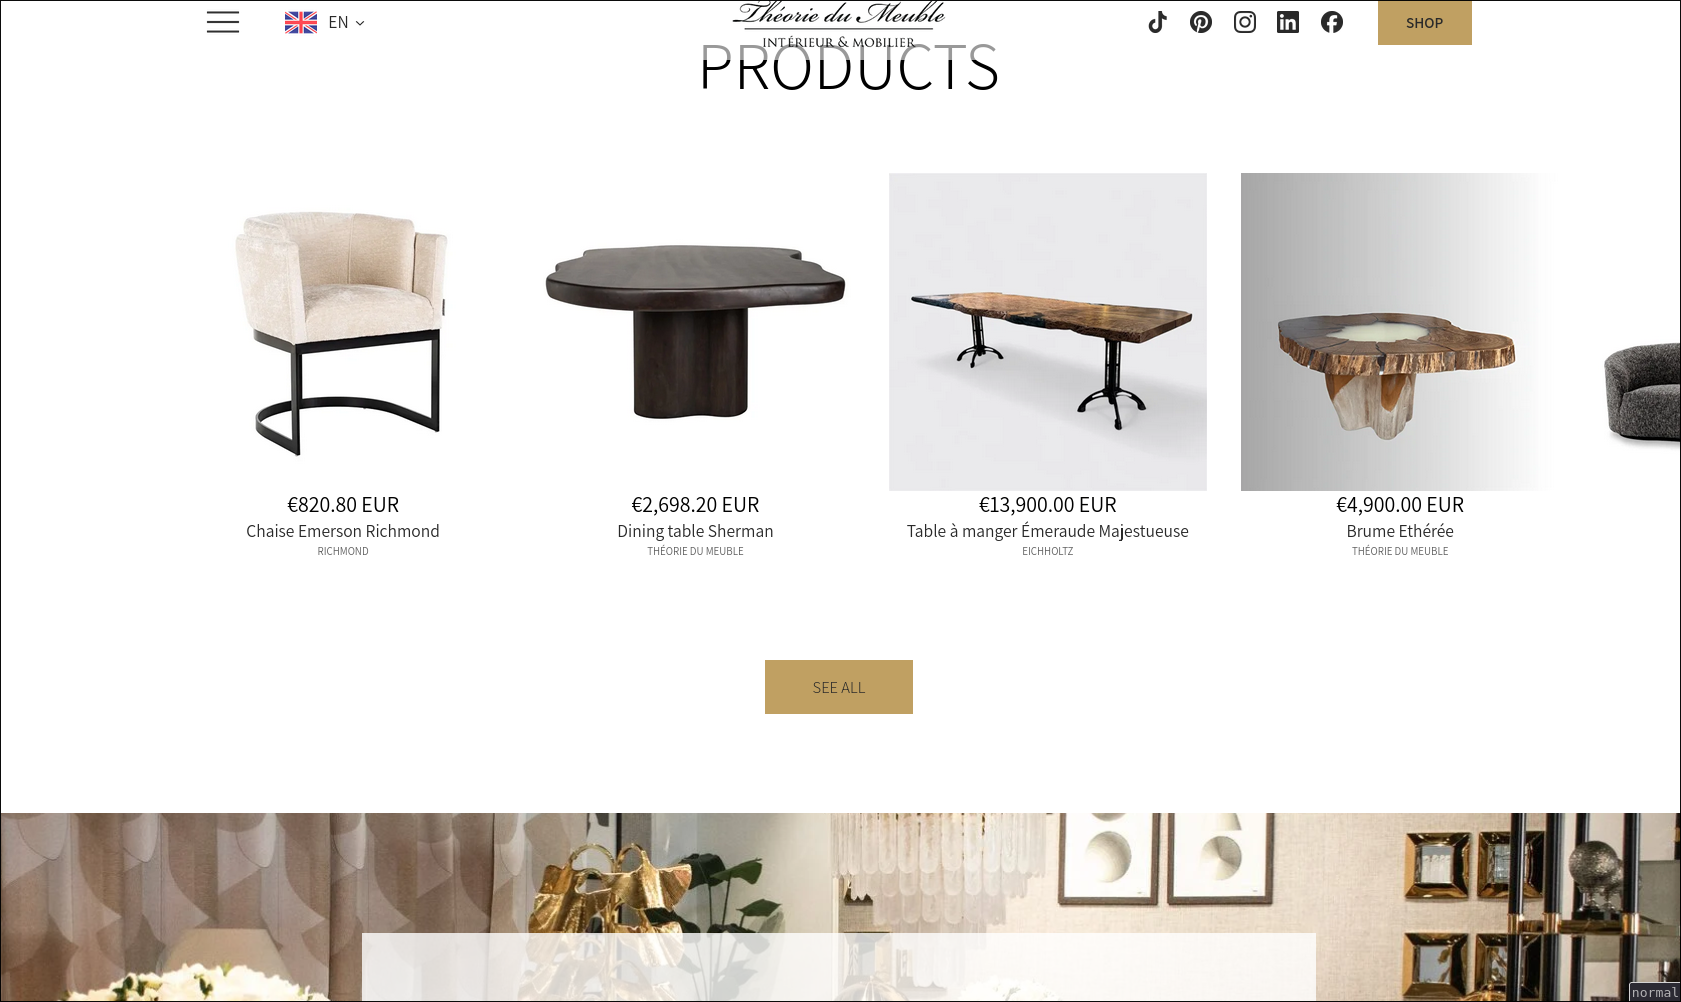 EN
Théorie du Meuble
INTÉRIEUR & MOBILIER
SHOP
PRODUCTS
€820.80 EUR
Chaise Emerson Richmond
RICHMOND
€2,698.20 EUR
Dining table Sherman
THÉORIE DU MEUBLE
€13,900.00 EUR
Table à manger Émeraude Majestueuse
EICHHOLTZ
€4,900.00 EUR
Brume Ethérée
THÉORIE DU MEUBLE
SEE ALL
normal